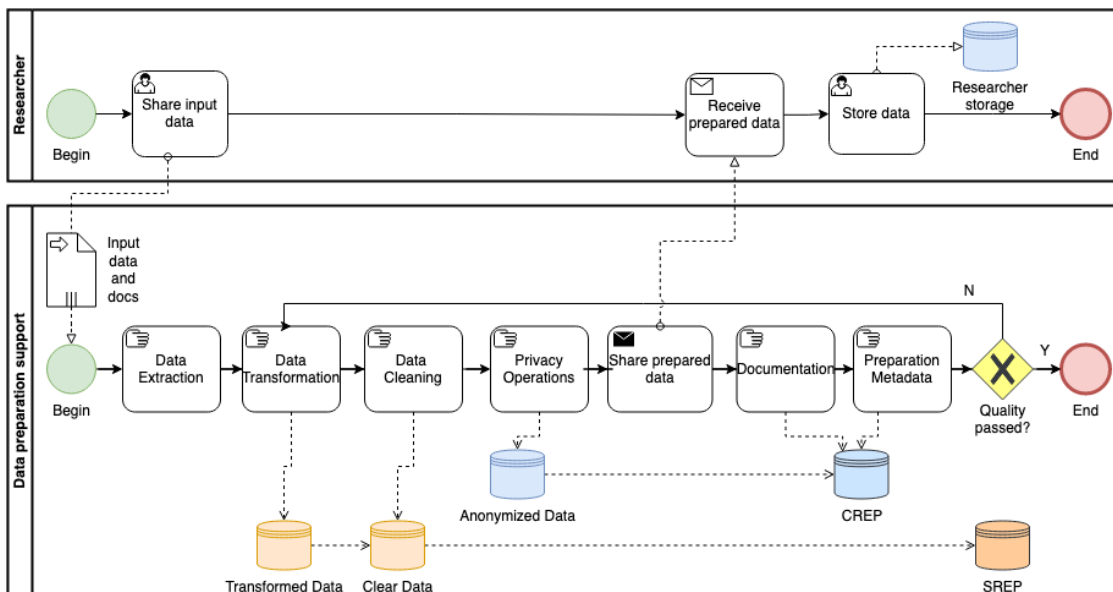 Researcher
Share input
data
Receive
prepared data
Store data
Researcher
storage
Begin
End
Data preparation support
Input
data
and
docs
N
Data
Extraction
Data
Transformation
Data
Cleaning
Privacy
Operations
Share prepared
data
Documentation
Preparation
Metadata
Y
Begin
Quality
passed?
End
Anonymized Data
CREP
Transformed Data
Clear Data
SREP